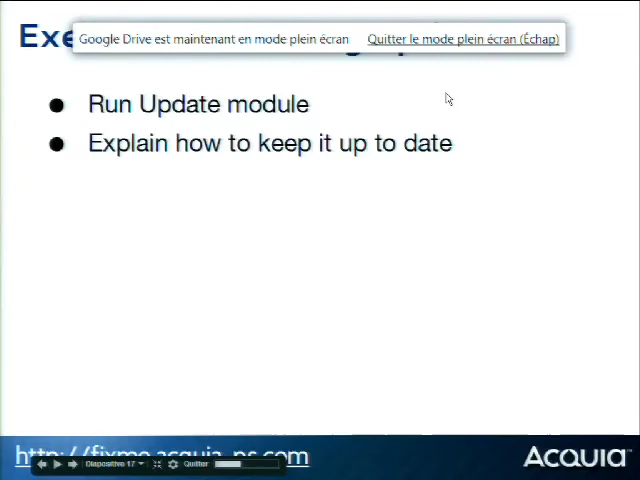 Exe
Google Drive est maintenant en mode plein écran Quitter le mode plein écran (Échap)
Run Update module
Explain how to keep it up to date
http://fixme.acquia-ps.com
Diapositive 17 Quitter
Acquia